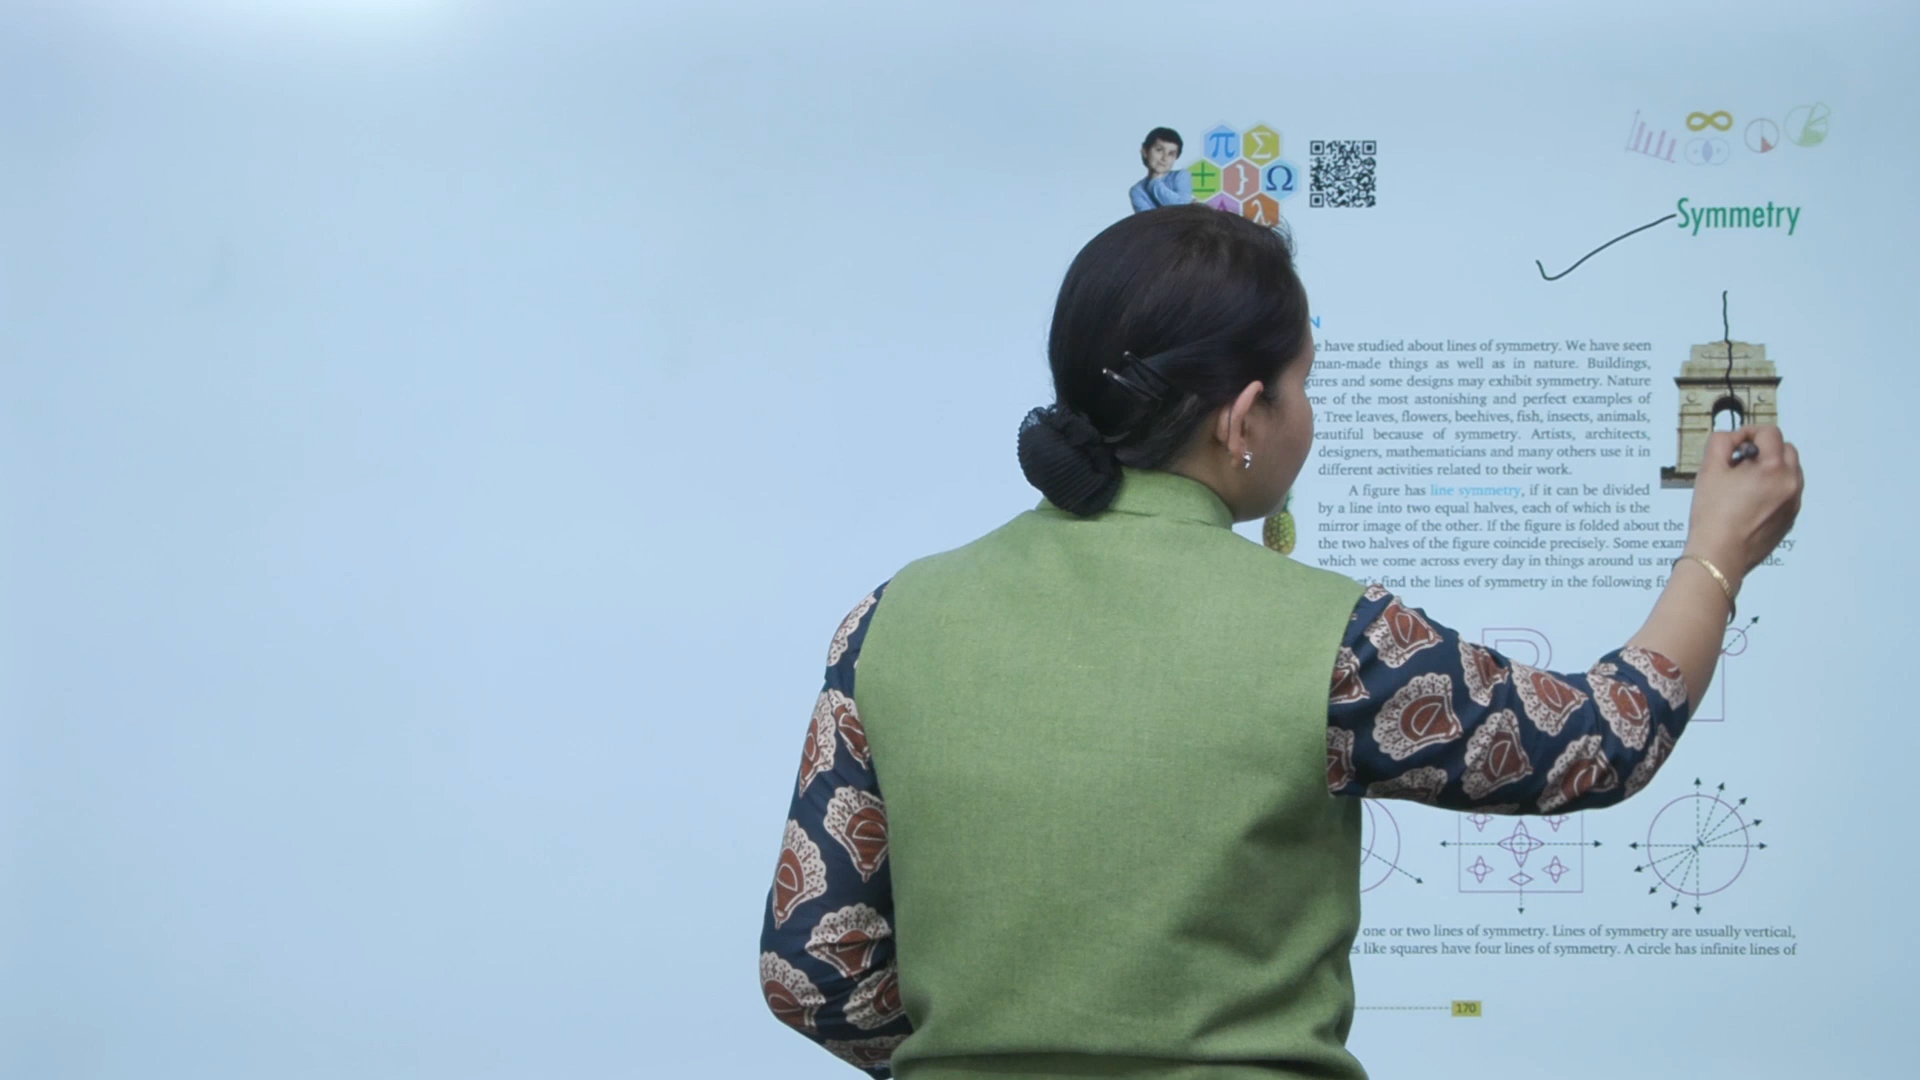 π Σ
± } Ω
λ
Symmetry
have studied about lines of symmetry. We have seen
man-made things as well as in nature. Buildings,
and some designs may exhibit symmetry. Nature
of the most astonishing and perfect examples of
Tree leaves, flowers, beehives, fish, insects, animals,
because of symmetry. Artists, architects,
designers, mathematicians and many others use it in
different activities related to their work.
A figure has line symmetry, if it can be divided
by a line into two equal halves, each of which is the
mirror image of the other. If the figure is folded about the
the two halves of the figure coincide precisely. Some
which we come across every day in things around us
find the lines of symmetry in the following
one or two lines of symmetry. Lines of symmetry are usually vertical,
like squares have four lines of symmetry. A circle has infinite lines of
170